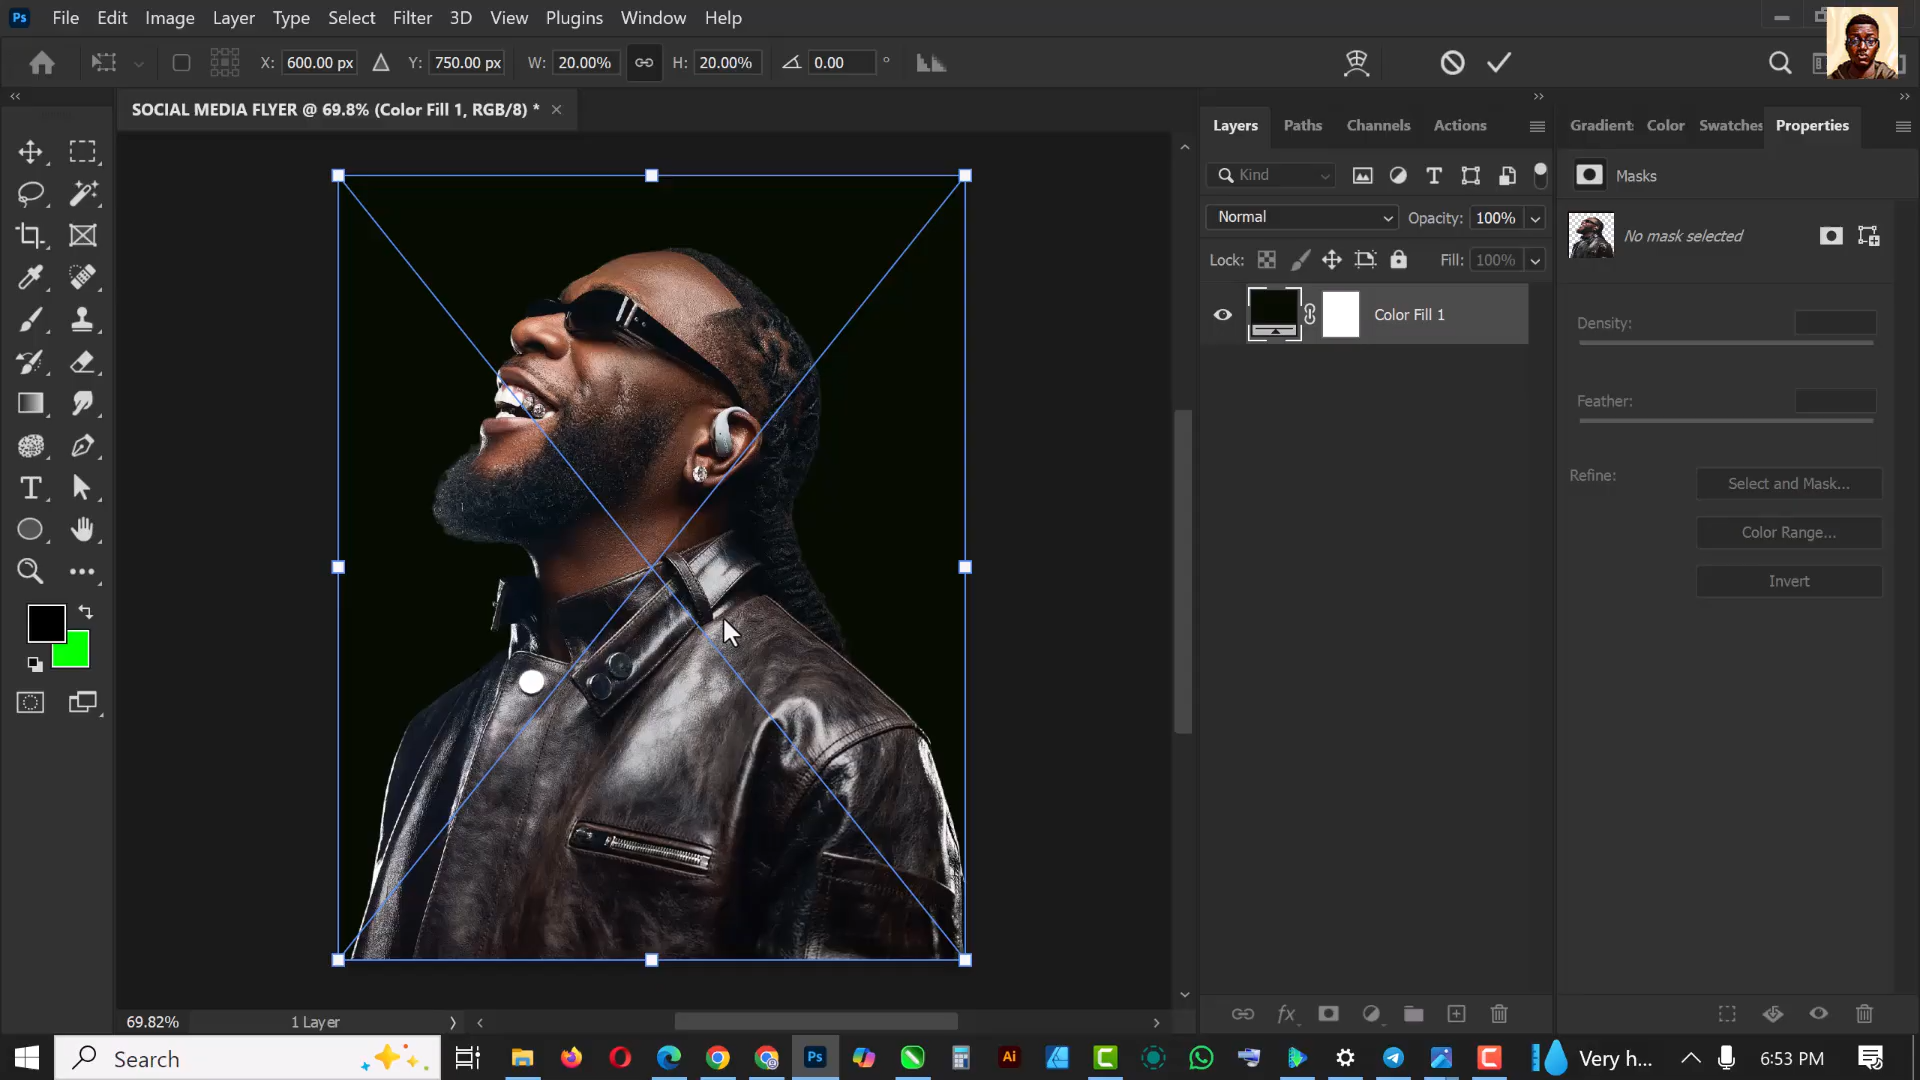 Ps File Edit Image Layer Type Select Filter 3D View Plugins Window Help
X: 600.00 px Y: 750.00 px W: 20.00% H: 20.00% 0.00 °
SOCIAL MEDIA FLYER @ 69.8% (Color Fill 1, RGB/8) * ×
Layers Paths Channels Actions
Gradient: Color Swatches Properties
Kind
Masks
Normal Opacity: 100%
No mask selected
Lock: Fill: 100%
Color Fill 1
Density:
Feather:
Refine: Select and Mask...
Color Range...
Invert
69.82% 1 Layer
Search Ps Ai Very h... 6:53 PM